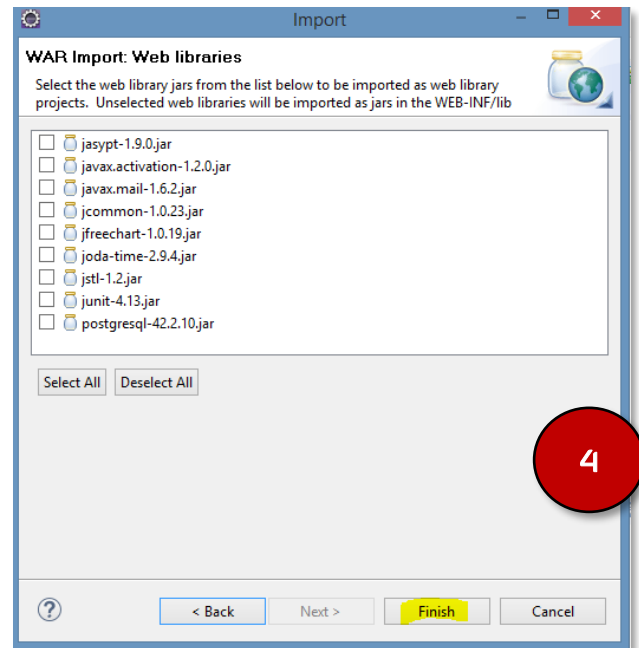 Import
WAR Import: Web libraries
Select the web library jars from the list below to be imported as web library
projects. Unselected web libraries will be imported as jars in the WEB-INF/lib
jasypt-1.9.0.jar
javax.activation-1.2.0.jar
javax.mail-1.6.2.jar
jcommon-1.0.23.jar
jfreechart-1.0.19.jar
joda-time-2.9.4.jar
jstl-1.2.jar
junit-4.13.jar
postgresql-42.2.10.jar
Select All Deselect All
4
? < Back Next > Finish Cancel